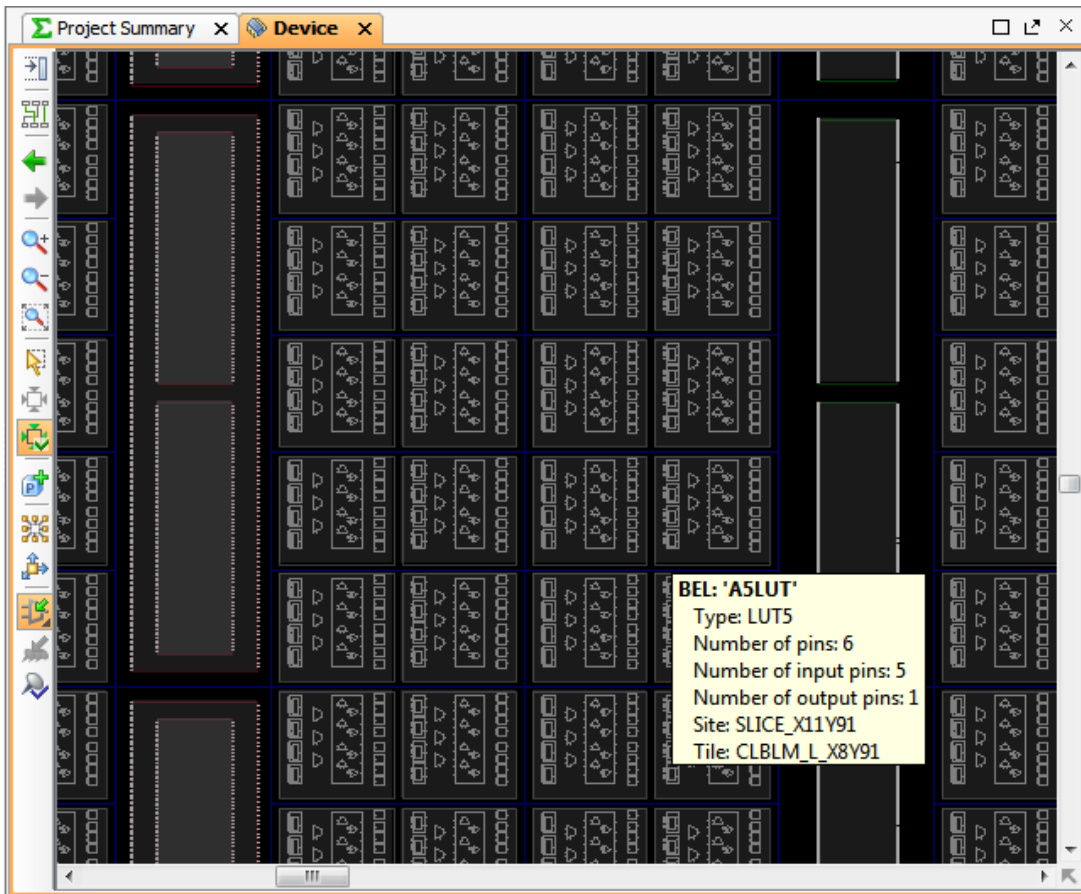 Project Summary
Device
BEL: 'A5LUT'
Type: LUT5
Number of pins: 6
Number of input pins: 5
Number of output pins: 1
Site: SLICE_X11Y91
Tile: CLBLM_L_X8Y91